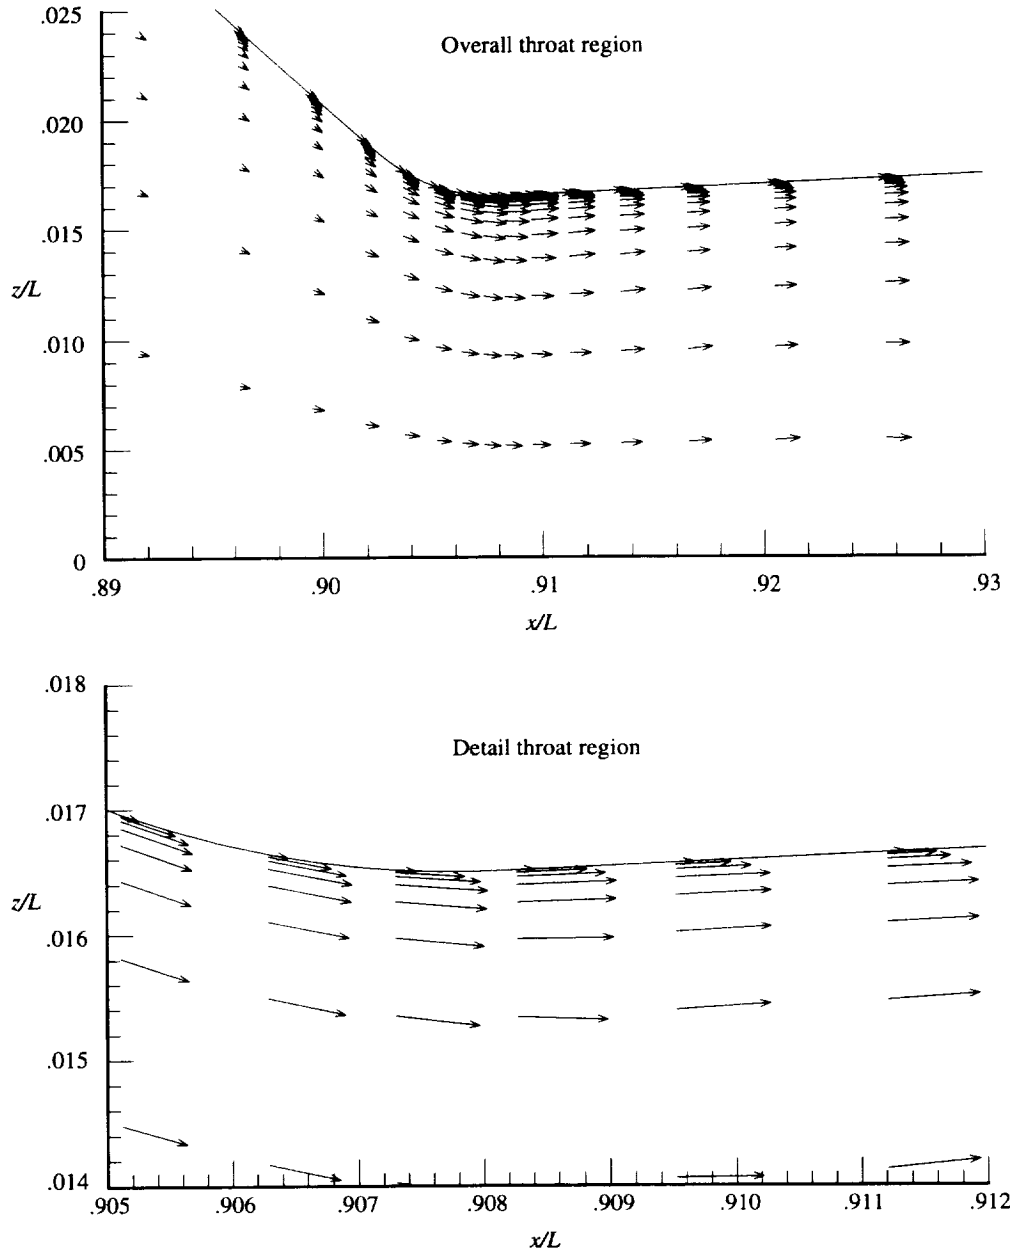 .025
Overall throat region
.020
.015
z/L
.010
.005
0
.89 .90 .91 .92 .93
x/L
.018
Detail throat region
.017
z/L
.016
.015
.014
.905 .906 .907 .908 .909 .910 .911 .912
x/L